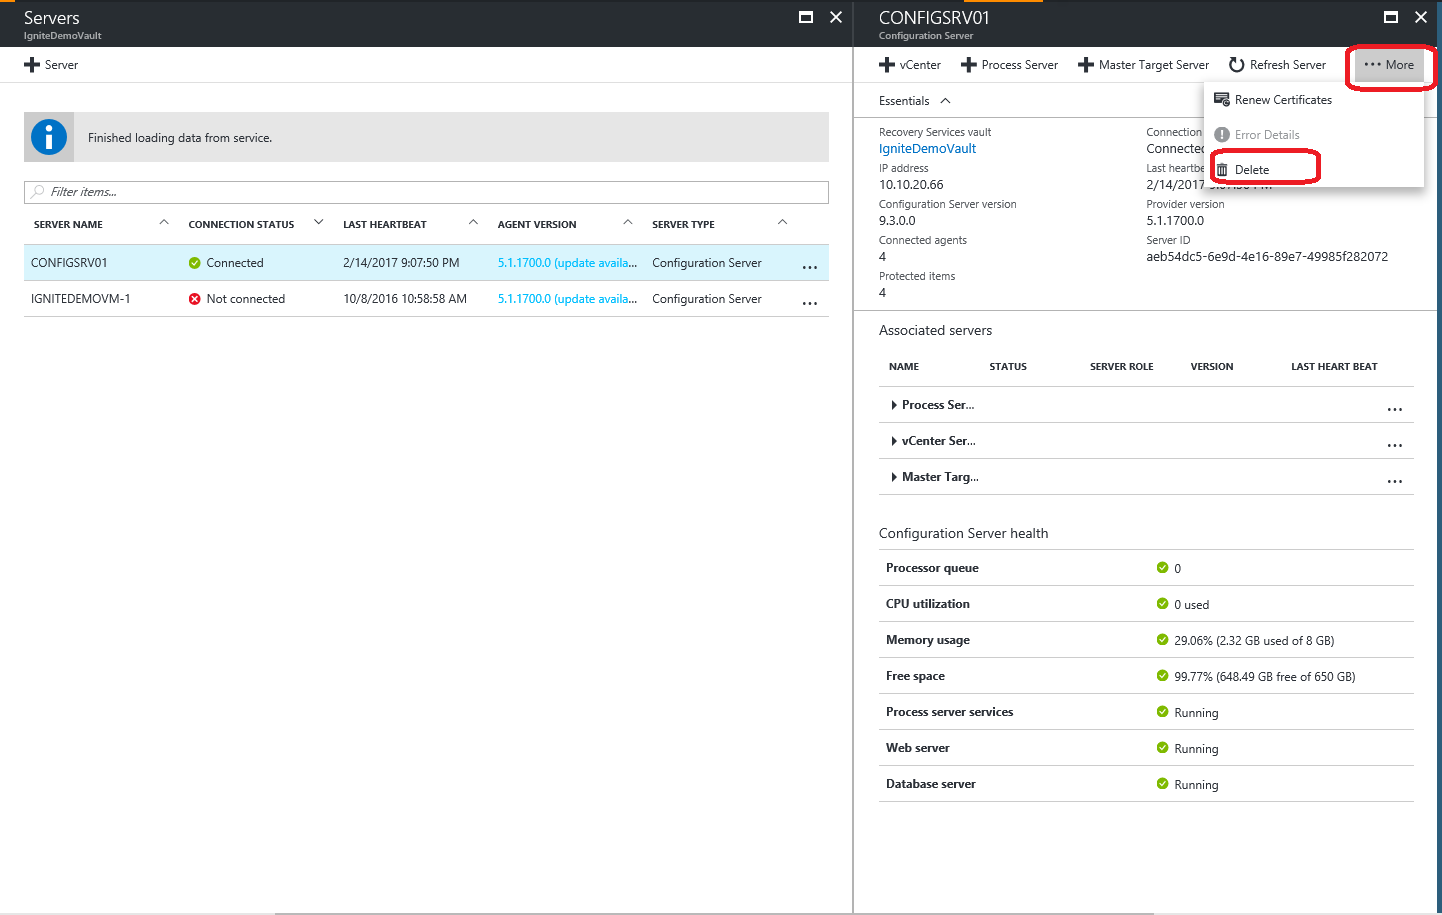 Servers
IgniteDemoVault
Server
Finished loading data from service.
Filter items...
SERVER NAME CONNECTION STATUS LAST HEARTBEAT AGENT VERSION SERVER TYPE
CONFIGSRV01 Connected 2/14/2017 9:07:50 PM 5.1.1700.0 (update availa... Configuration Server ...
IGNITEDEMOVM-1 Not connected 10/8/2016 10:58:58 AM 5.1.1700.0 (update availa... Configuration Server ...
CONFIGSRV01
Configuration Server
vCenter Process Server Master Target Server Refresh Server ... More
Renew Certificates
Error Details
Delete
Essentials
Recovery Services vault
IgniteDemoVault
IP address
10.10.20.66
Configuration Server version
9.3.0.0
Connected agents
4
Protected items
4
Connection
Connected
Last heartbe
2/14/2017
Provider version
5.1.1700.0
Server ID
aeb54dc5-6e9d-4e16-89e7-49985f282072
Associated servers
NAME STATUS SERVER ROLE VERSION LAST HEART BEAT
Process Ser... ...
vCenter Ser... ...
Master Targ... ...
Configuration Server health
Processor queue 0
CPU utilization 0 used
Memory usage 29.06% (2.32 GB used of 8 GB)
Free space 99.77% (648.49 GB free of 650 GB)
Process server services Running
Web server Running
Database server Running